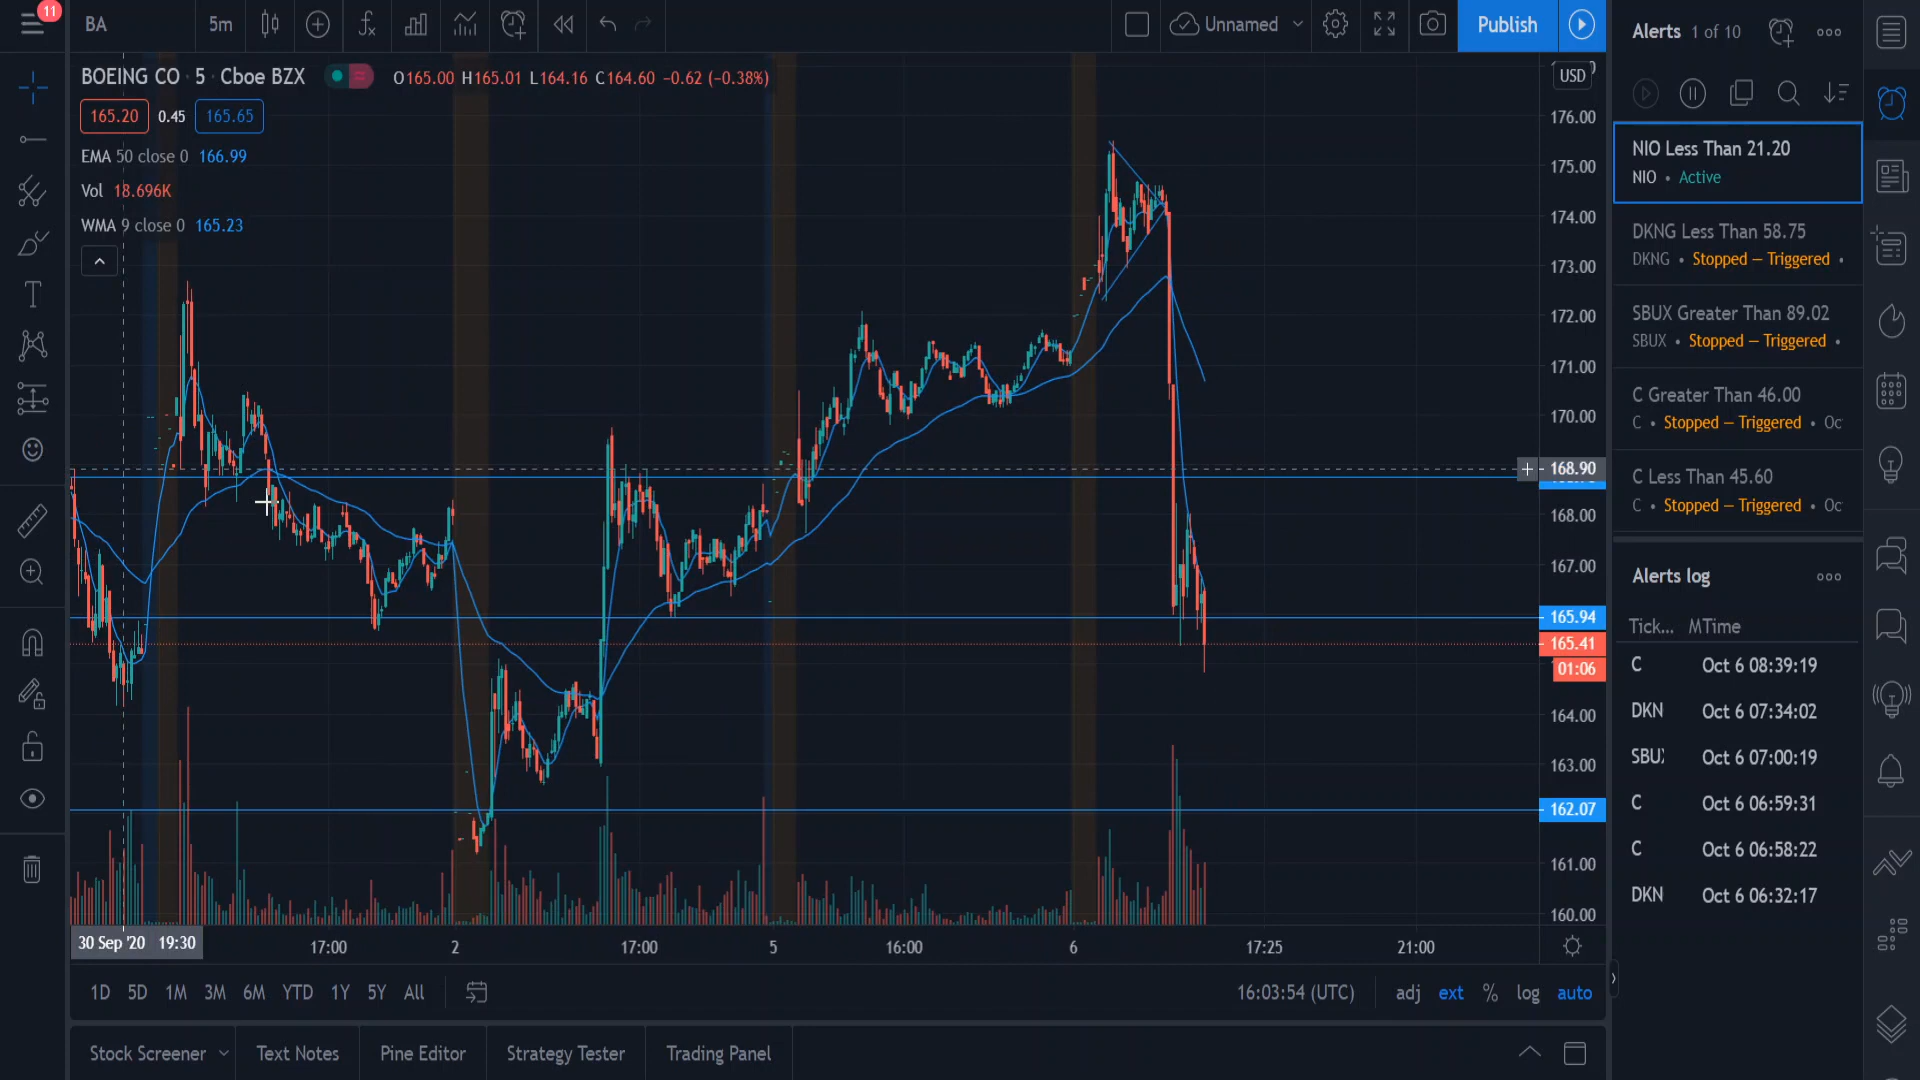 11
BA
5m
Unnamed
Publish
Alerts 1 of 10
BOEING CO · 5 · Cboe BZX
O165.00 H165.01 L164.16 C164.60 −0.62 (−0.38%)
165.20 0.45 165.65
EMA 50 close 0 166.99
Vol 18.696K
WMA 9 close 0 165.23
USD
176.00
175.00
174.00
173.00
172.00
171.00
170.00
168.90
168.00
167.00
165.94
165.41
01:06
164.00
163.00
162.07
161.00
160.00
30 Sep '20 19:30
17:00
2
17:00
5
16:00
6
17:25
21:00
1D 5D 1M 3M 6M YTD 1Y 5Y All
16:03:54 (UTC)
adj ext % log auto
Stock Screener
Text Notes
Pine Editor
Strategy Tester
Trading Panel
NIO Less Than 21.20
NIO • Active
DKNG Less Than 58.75
DKNG • Stopped – Triggered •
SBUX Greater Than 89.02
SBUX • Stopped – Triggered •
C Greater Than 46.00
C • Stopped – Triggered • Oc
C Less Than 45.60
C • Stopped – Triggered • Oc
Alerts log
Tick... MTime
C Oct 6 08:39:19
DKN Oct 6 07:34:02
SBU Oct 6 07:00:19
C Oct 6 06:59:31
C Oct 6 06:58:22
DKN Oct 6 06:32:17